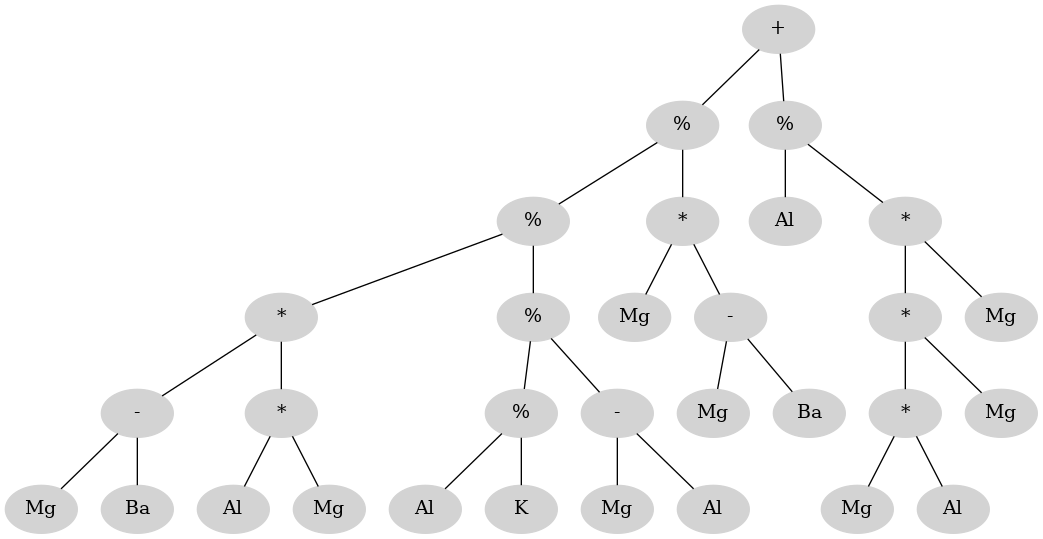 +
% %
% * Al *
* % Mg - * Mg
- * % - Mg Ba * Mg
Mg Ba Al Mg Al K Mg Al Mg Al